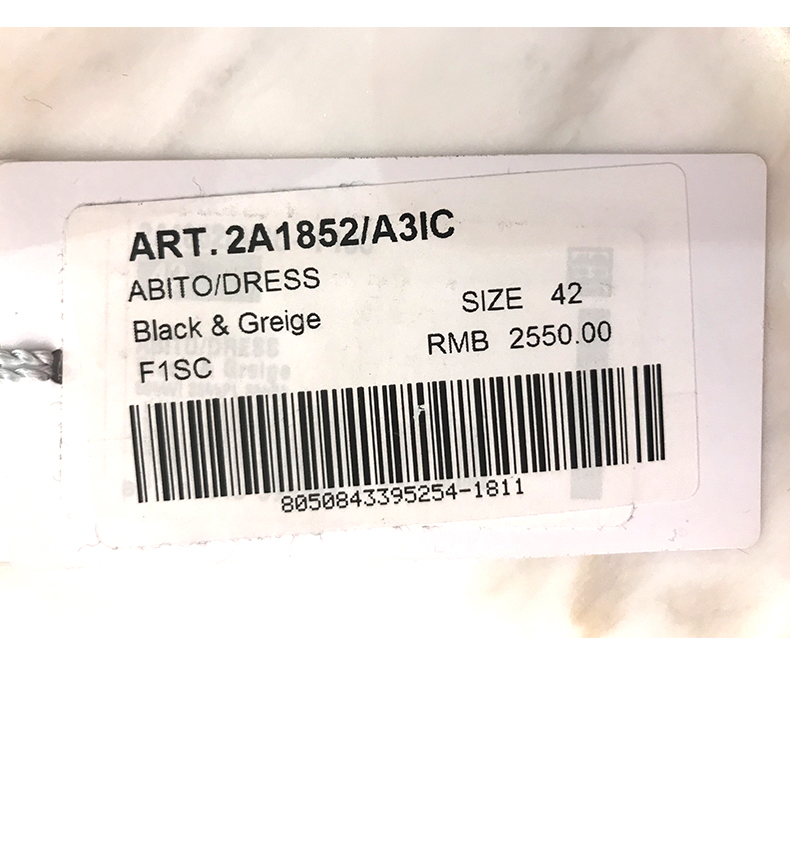 ART. 2A1852/A3IC
ABITO/DRESS
Black & Greige SIZE 42
F1SC RMB 2550.00
8050843395254-1811